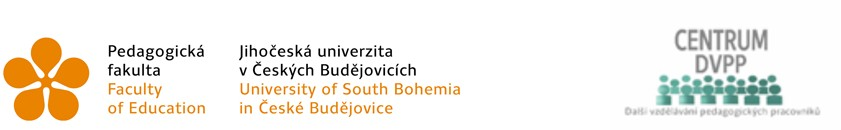 Pedagogická
fakulta
Faculty
of Education
Jihočeská univerzita
v Českých Budějovicích
University of South Bohemia
in České Budějovice
CENTRUM
DVPP
Další vzdělávání pedagogických pracovníků